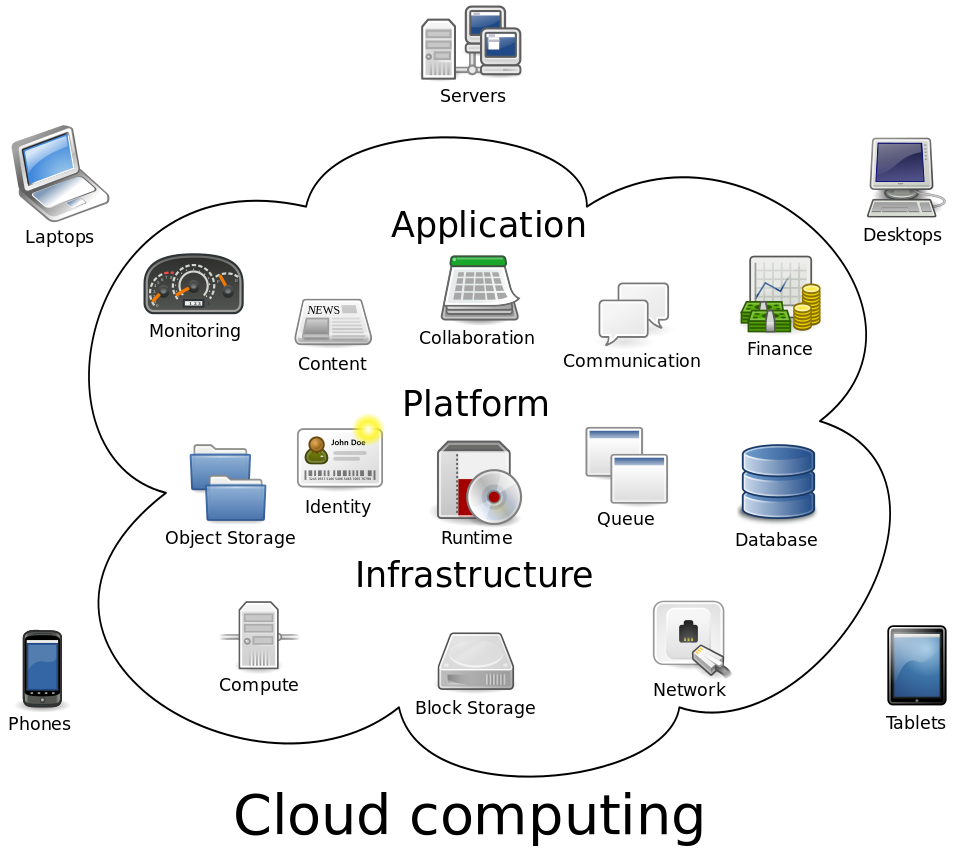 Servers
Laptops
Desktops
Application
Monitoring
NEWS
Content
Collaboration
Communication
Finance
Platform
John Doe
Object Storage
Identity
Runtime
Queue
Database
Infrastructure
Compute
Block Storage
Network
Phones
Tablets
Cloud computing